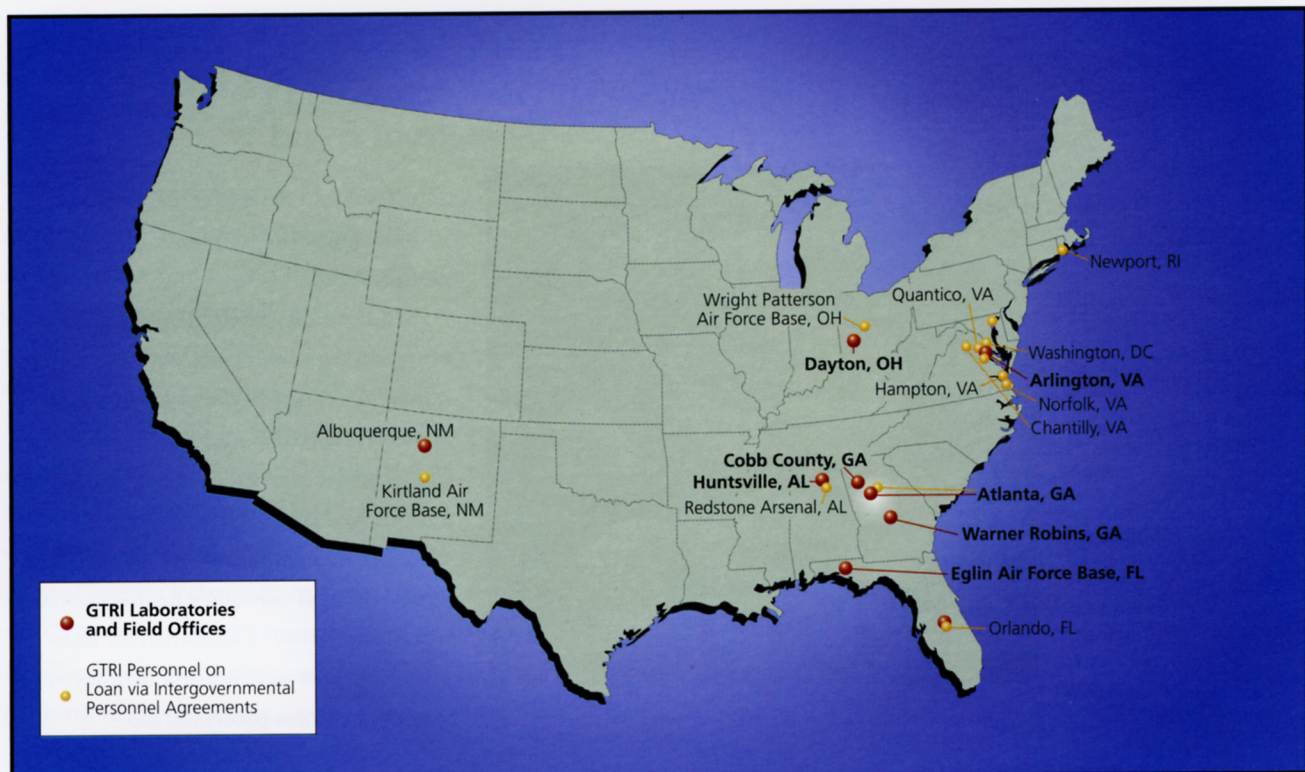 Newport, RI
Wright Patterson
Air Force Base, OH
Quantico, VA
Dayton, OH
Washington, DC
Arlington, VA
Hampton, VA
Norfolk, VA
Chantilly, VA
Albuquerque, NM
Kirtland Air
Force Base, NM
Cobb County, GA
Huntsville, AL
Redstone Arsenal, AL
Atlanta, GA
Warner Robins, GA
Eglin Air Force Base, FL
Orlando, FL
GTRI Laboratories
and Field Offices
GTRI Personnel on
Loan via Intergovernmental
Personnel Agreements